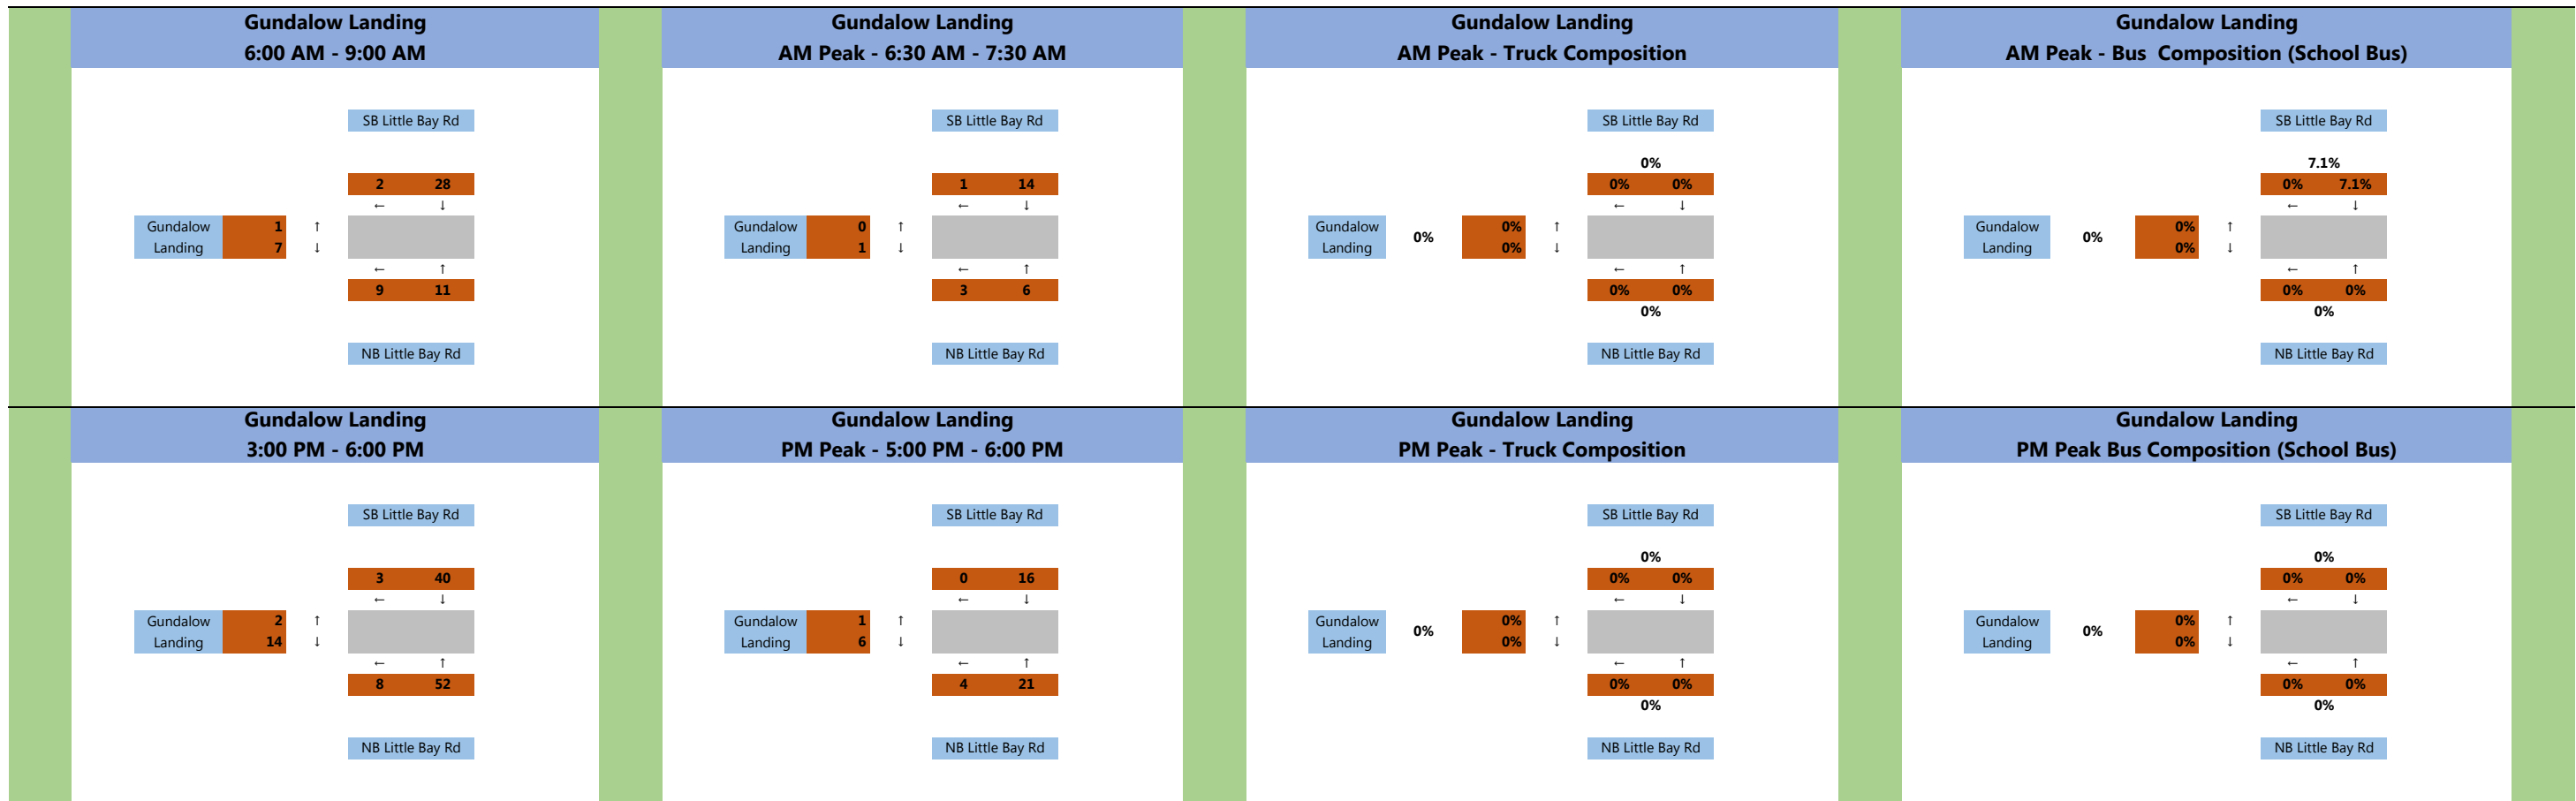 Gundalow Landing
6:00 AM - 9:00 AM
SB Little Bay Rd
2 28
← ↓
Gundalow 1 ↑
Landing 7 ↓
← ↑
9 11
NB Little Bay Rd
Gundalow Landing
AM Peak - 6:30 AM - 7:30 AM
SB Little Bay Rd
1 14
← ↓
Gundalow 0 ↑
Landing 1 ↓
← ↑
3 6
NB Little Bay Rd
Gundalow Landing
AM Peak - Truck Composition
SB Little Bay Rd
0%
0% 0%
← ↓
Gundalow 0% ↑
0%
Landing 0% ↓
← ↑
0% 0%
0%
NB Little Bay Rd
Gundalow Landing
AM Peak - Bus Composition (School Bus)
SB Little Bay Rd
7.1%
0% 7.1%
← ↓
Gundalow 0% ↑
0%
Landing 0% ↓
← ↑
0% 0%
0%
NB Little Bay Rd
Gundalow Landing
3:00 PM - 6:00 PM
SB Little Bay Rd
3 40
← ↓
Gundalow 2 ↑
Landing 14 ↓
← ↑
8 52
NB Little Bay Rd
Gundalow Landing
PM Peak - 5:00 PM - 6:00 PM
SB Little Bay Rd
0 16
← ↓
Gundalow 1 ↑
Landing 6 ↓
← ↑
4 21
NB Little Bay Rd
Gundalow Landing
PM Peak - Truck Composition
SB Little Bay Rd
0%
0% 0%
← ↓
Gundalow 0% ↑
0%
Landing 0% ↓
← ↑
0% 0%
0%
NB Little Bay Rd
Gundalow Landing
PM Peak Bus Composition (School Bus)
SB Little Bay Rd
0%
0% 0%
← ↓
Gundalow 0% ↑
0%
Landing 0% ↓
← ↑
0% 0%
0%
NB Little Bay Rd